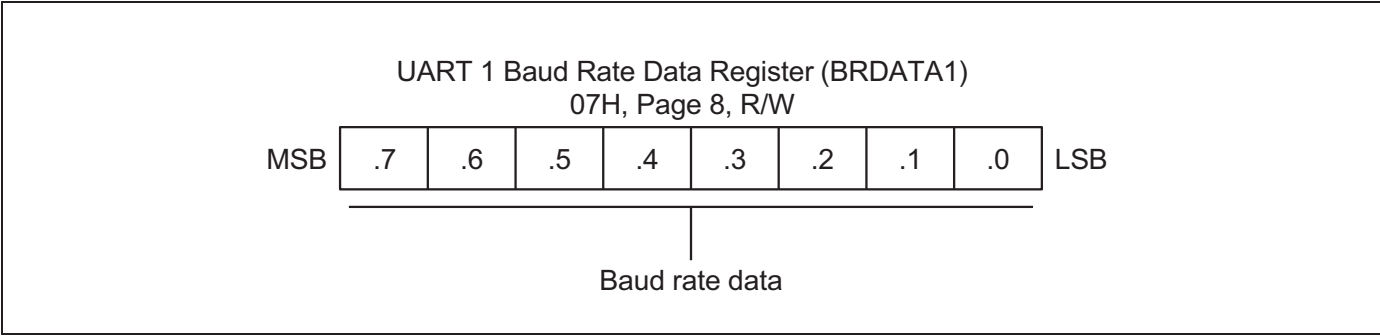 UART 1 Baud Rate Data Register (BRDATA1)
07H, Page 8, R/W
MSB .7 .6 .5 .4 .3 .2 .1 .0 LSB
Baud rate data